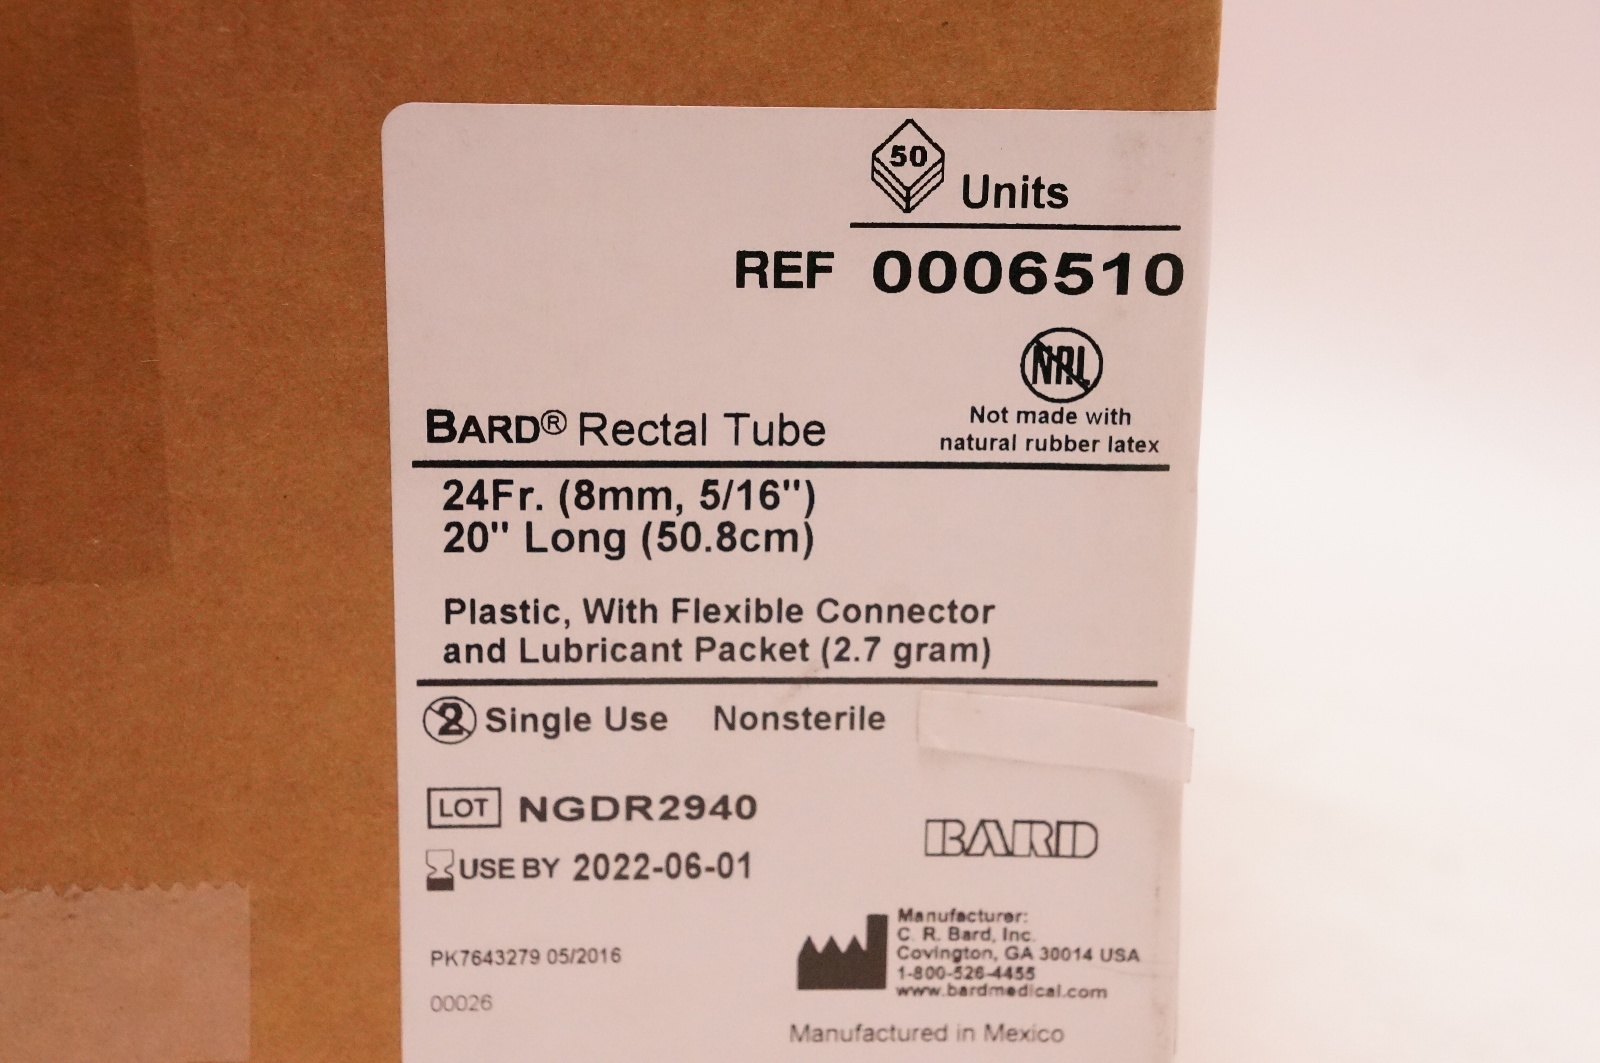 50
Units
REF 0006510
NRL
Not made with
natural rubber latex
BARD® Rectal Tube
24Fr. (8mm, 5/16")
20" Long (50.8cm)
Plastic, With Flexible Connector
and Lubricant Packet (2.7 gram)
2 Single Use Nonsterile
LOT NGDR2940
USE BY 2022-06-01
BARD
Manufacturer:
C. R. Bard, Inc.
Covington, GA 30014 USA
1-800-526-4455
www.bardmedical.com
PK7643279 05/2016
00026
Manufactured in Mexico